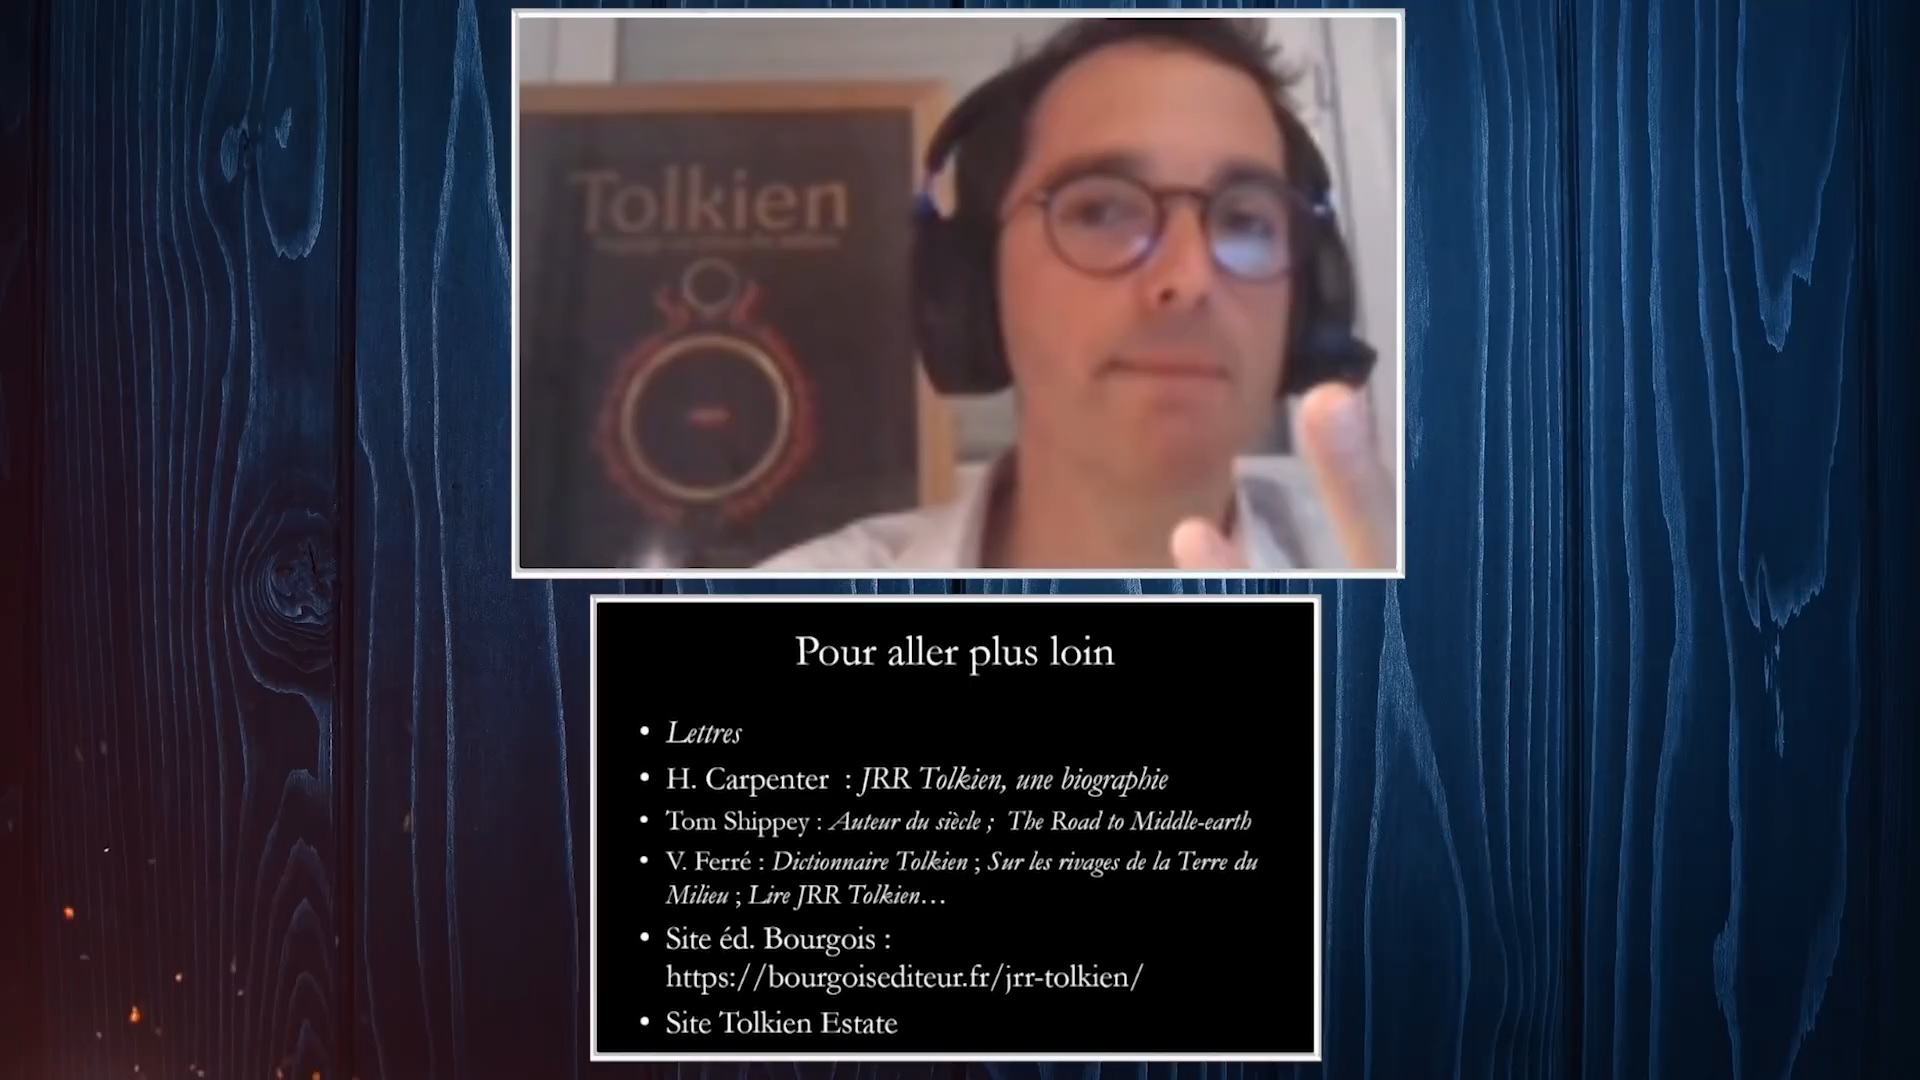 Tolkien
Pour aller plus loin
• Lettres
• H. Carpenter : JRR Tolkien, une biographie
• Tom Shippey : Auteur du siècle ; The Road to Middle-earth
• V. Ferré : Dictionnaire Tolkien ; Sur les rivages de la Terre du
Milieu ; Lire JRR Tolkien…
• Site éd. Bourgois :
https://bourgoisediteur.fr/jrr-tolkien/
• Site Tolkien Estate